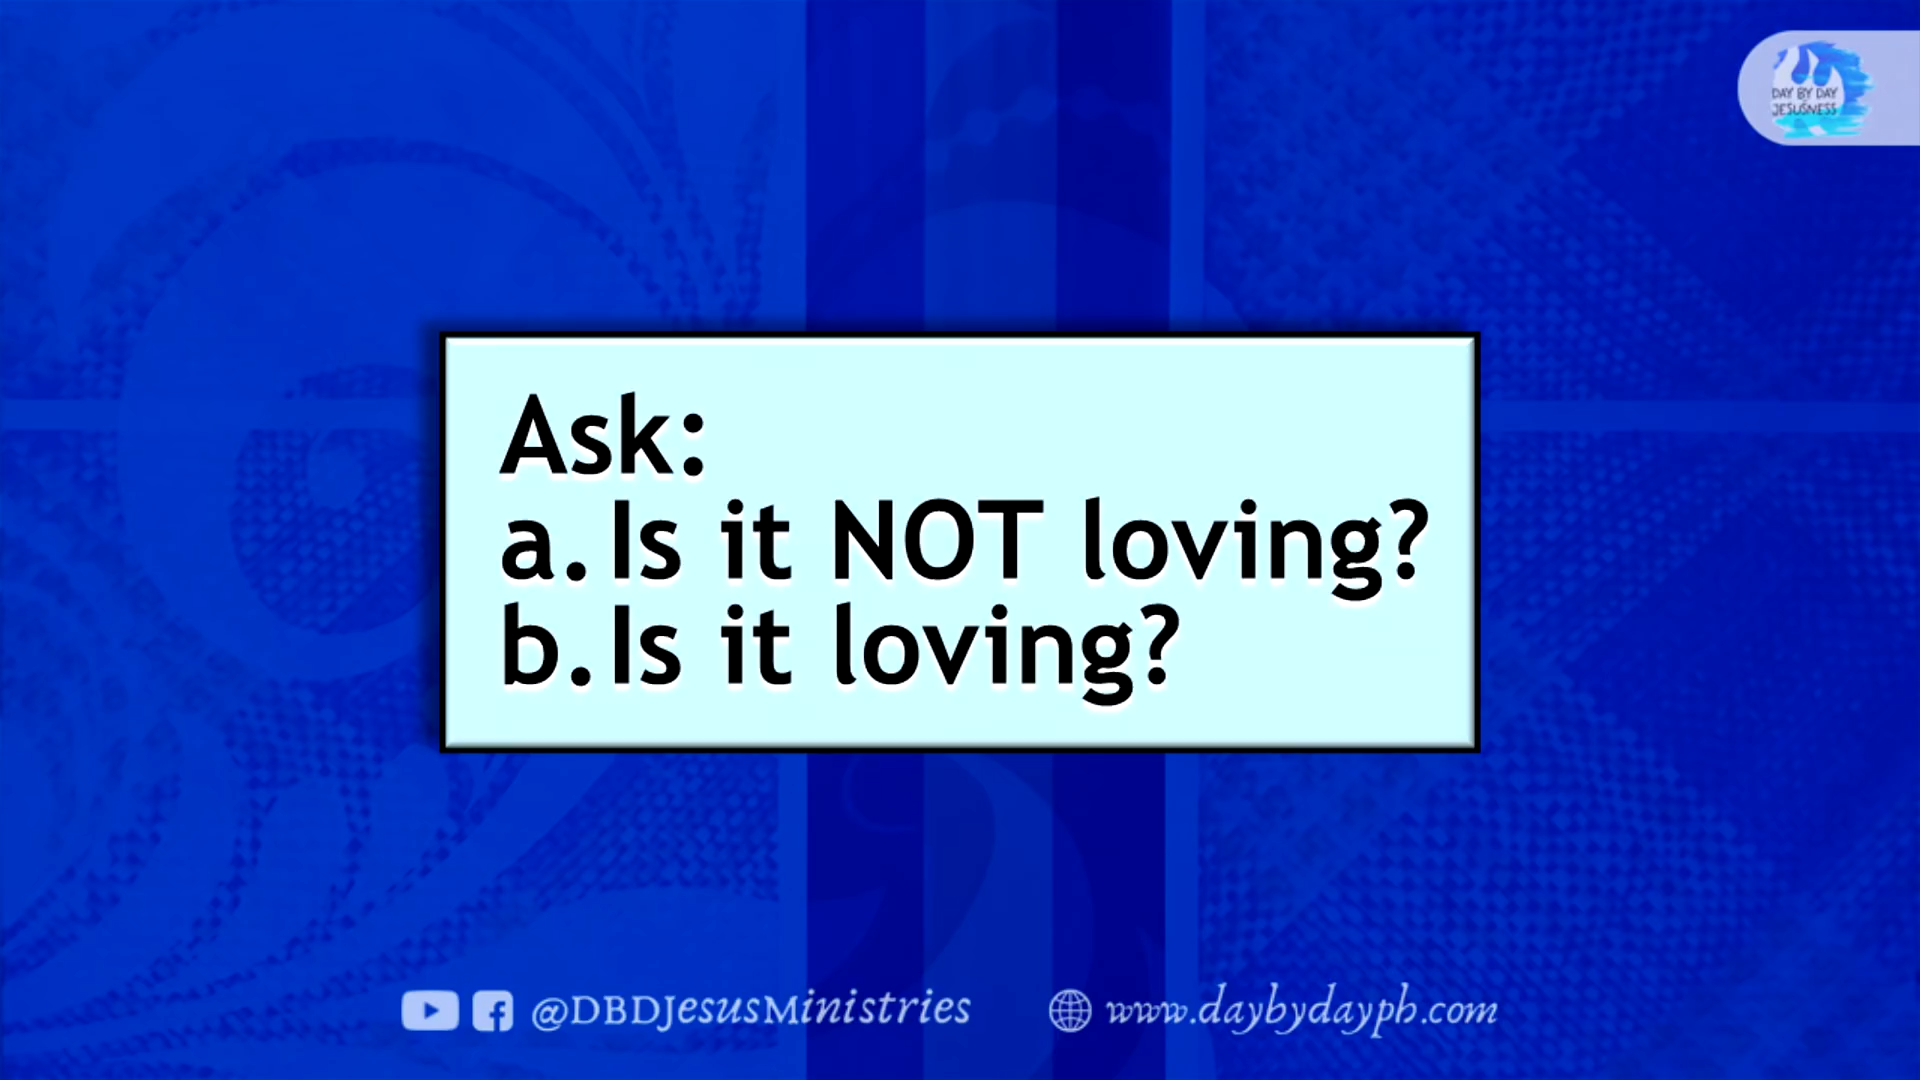 DAY BY DAY
JESUSNESS
Ask:
a. Is it NOT loving?
b. Is it loving?
@DBDJesusMinistries
www.daybydayph.com